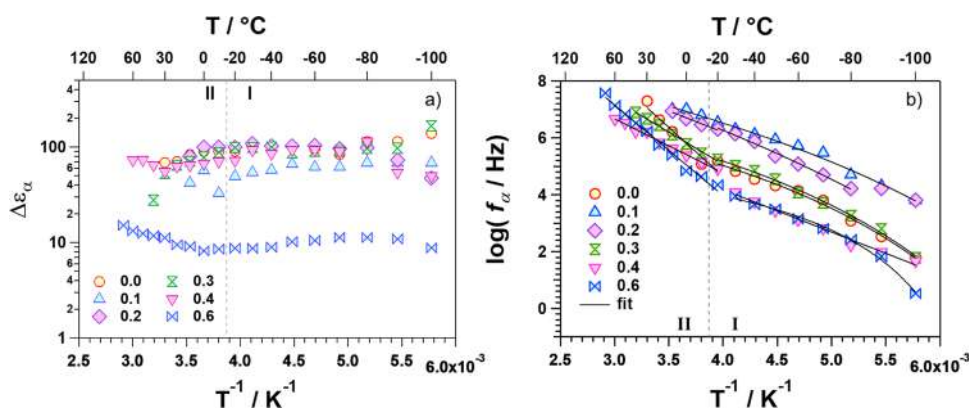 T / °C
120 60 30 0 -20 -40 -60 -80 -100
II I a)
Δε_α
100
10
1
4
2
8
6
4
2
8
6
4
2
0.0 0.3
0.1 0.4
0.2 0.6
2.5 3.0 3.5 4.0 4.5 5.0 5.5 6.0x10⁻³
T⁻¹ / K⁻¹
T / °C
120 60 30 0 -20 -40 -60 -80 -100
b)
log( f_α / Hz)
8
6
4
2
0
0.0
0.1
0.2
0.3
0.4
0.6
fit
II I
2.5 3.0 3.5 4.0 4.5 5.0 5.5 6.0x10⁻³
T⁻¹ / K⁻¹